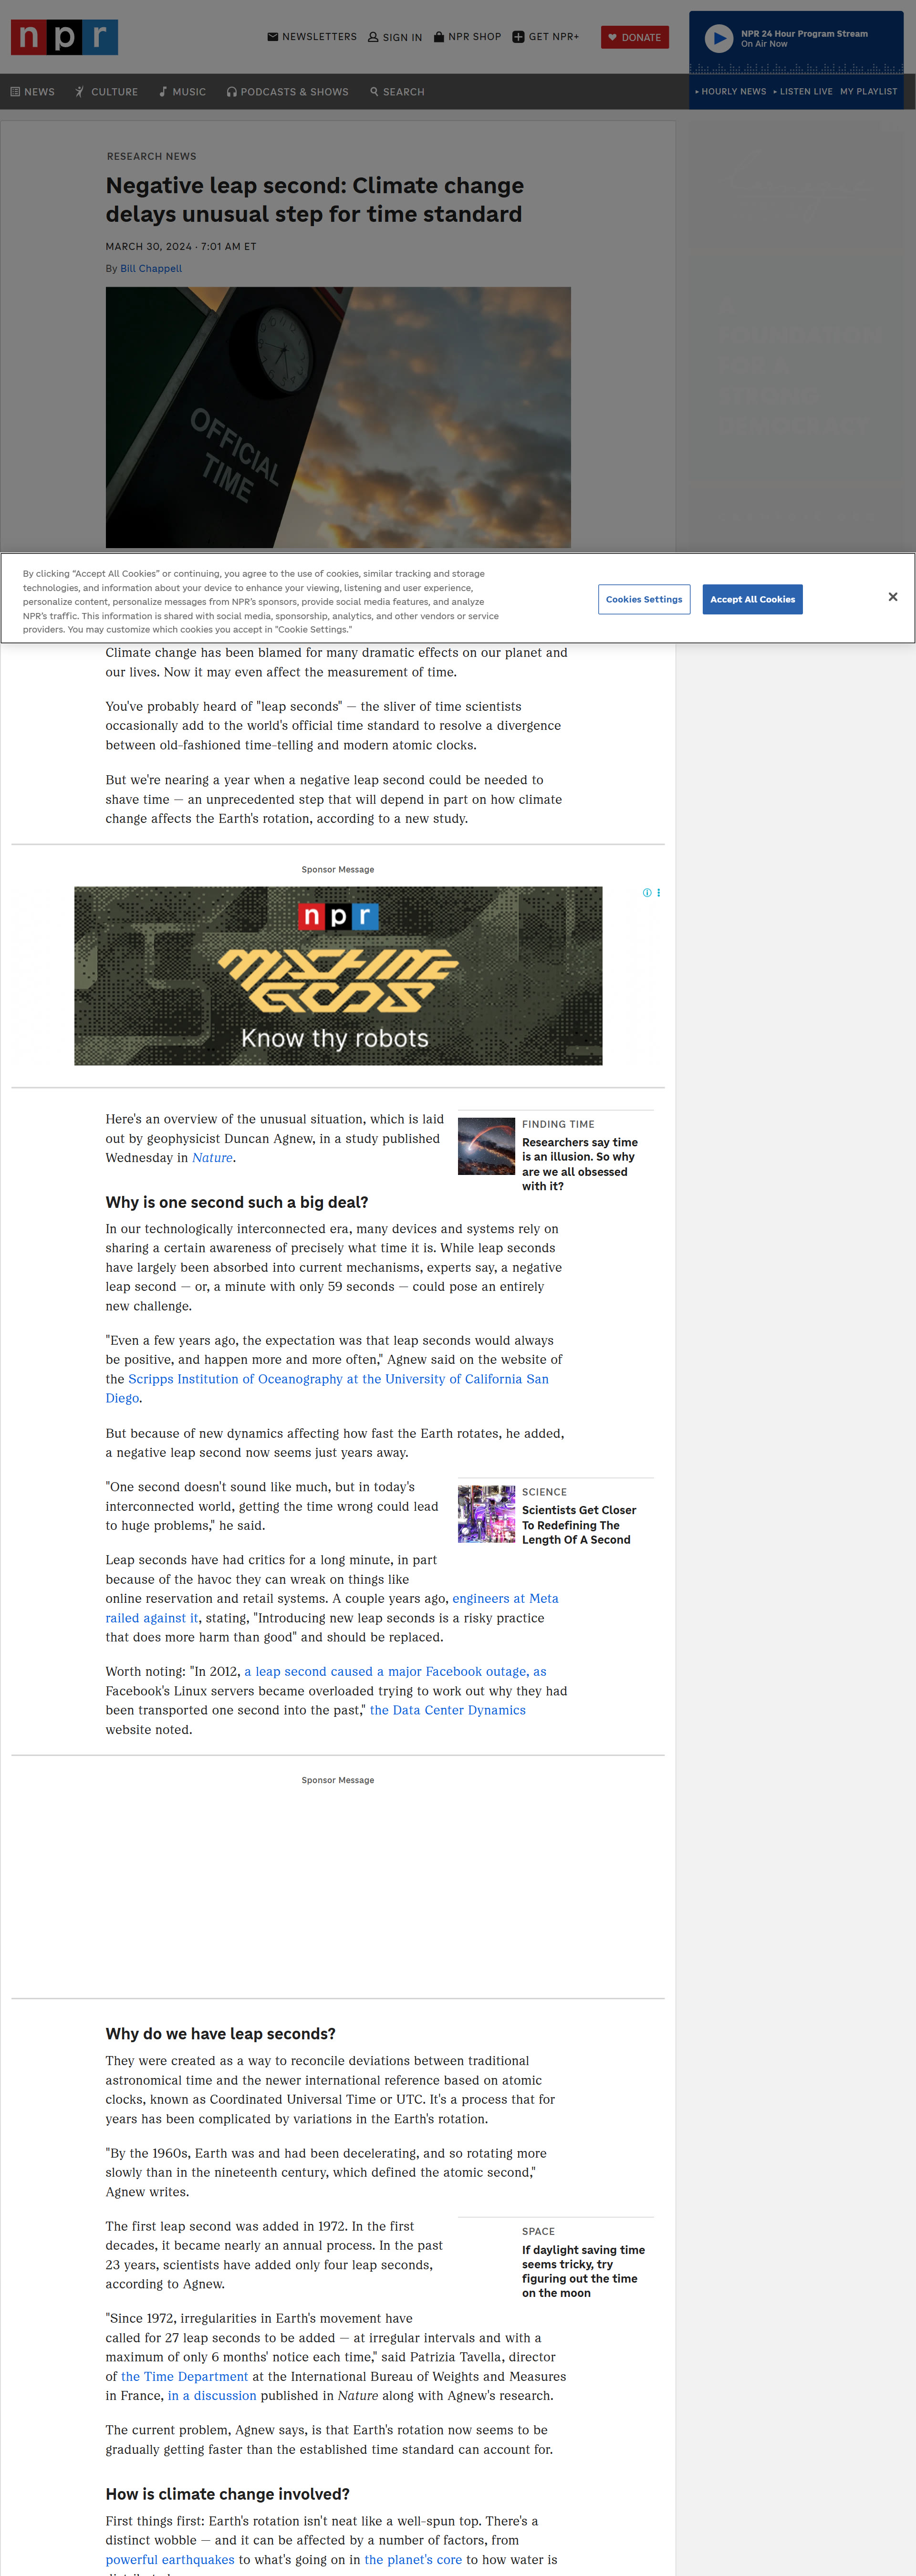 npr
NEWSLETTERS
SIGN IN
NPR SHOP
GET NPR+
DONATE
NPR 24 Hour Program Stream
On Air Now
NEWS
CULTURE
MUSIC
PODCASTS & SHOWS
SEARCH
HOURLY NEWS
LISTEN LIVE
MY PLAYLIST
RESEARCH NEWS
Negative leap second: Climate change
delays unusual step for time standard
MARCH 30, 2024 · 7:01 AM ET
By Bill Chappell
OFFICIAL
TIME
A
FOUNDATION
FOR A
STRONG
DEMOCRACY
By clicking “Accept All Cookies” or continuing, you agree to the use of cookies, similar tracking and storage
technologies, and information about your device to enhance your viewing, listening and user experience,
personalize content, personalize messages from NPR’s sponsors, provide social media features, and analyze
NPR’s traffic. This information is shared with social media, sponsorship, analytics, and other vendors or service
providers. You may customize which cookies you accept in "Cookie Settings."
Cookies Settings
Accept All Cookies
Climate change has been blamed for many dramatic effects on our planet and
our lives. Now it may even affect the measurement of time.
You've probably heard of "leap seconds" — the sliver of time scientists
occasionally add to the world's official time standard to resolve a divergence
between old-fashioned time-telling and modern atomic clocks.
But we're nearing a year when a negative leap second could be needed to
shave time — an unprecedented step that will depend in part on how climate
change affects the Earth's rotation, according to a new study.
Sponsor Message
npr
MACHINE
GODS
Know thy robots
Here's an overview of the unusual situation, which is laid
out by geophysicist Duncan Agnew, in a study published
Wednesday in Nature.
FINDING TIME
Researchers say time
is an illusion. So why
are we all obsessed
with it?
Why is one second such a big deal?
In our technologically interconnected era, many devices and systems rely on
sharing a certain awareness of precisely what time it is. While leap seconds
have largely been absorbed into current mechanisms, experts say, a negative
leap second — or, a minute with only 59 seconds — could pose an entirely
new challenge.
"Even a few years ago, the expectation was that leap seconds would always
be positive, and happen more and more often," Agnew said on the website of
the Scripps Institution of Oceanography at the University of California San
Diego.
But because of new dynamics affecting how fast the Earth rotates, he added,
a negative leap second now seems just years away.
"One second doesn't sound like much, but in today's
interconnected world, getting the time wrong could lead
to huge problems," he said.
SCIENCE
Scientists Get Closer
To Redefining The
Length Of A Second
Leap seconds have had critics for a long minute, in part
because of the havoc they can wreak on things like
online reservation and retail systems. A couple years ago, engineers at Meta
railed against it, stating, "Introducing new leap seconds is a risky practice
that does more harm than good" and should be replaced.
Worth noting: "In 2012, a leap second caused a major Facebook outage, as
Facebook's Linux servers became overloaded trying to work out why they had
been transported one second into the past," the Data Center Dynamics
website noted.
Sponsor Message
Why do we have leap seconds?
They were created as a way to reconcile deviations between traditional
astronomical time and the newer international reference based on atomic
clocks, known as Coordinated Universal Time or UTC. It's a process that for
years has been complicated by variations in the Earth's rotation.
"By the 1960s, Earth was and had been decelerating, and so rotating more
slowly than in the nineteenth century, which defined the atomic second,"
Agnew writes.
The first leap second was added in 1972. In the first
decades, it became nearly an annual process. In the past
23 years, scientists have added only four leap seconds,
according to Agnew.
SPACE
If daylight saving time
seems tricky, try
figuring out the time
on the moon
"Since 1972, irregularities in Earth's movement have
called for 27 leap seconds to be added — at irregular intervals and with a
maximum of only 6 months' notice each time," said Patrizia Tavella, director
of the Time Department at the International Bureau of Weights and Measures
in France, in a discussion published in Nature along with Agnew's research.
The current problem, Agnew says, is that Earth's rotation now seems to be
gradually getting faster than the established time standard can account for.
How is climate change involved?
First things first: Earth's rotation isn't neat like a well-spun top. There's a
distinct wobble — and it can be affected by a number of factors, from
powerful earthquakes to what's going on in the planet's core to how water is